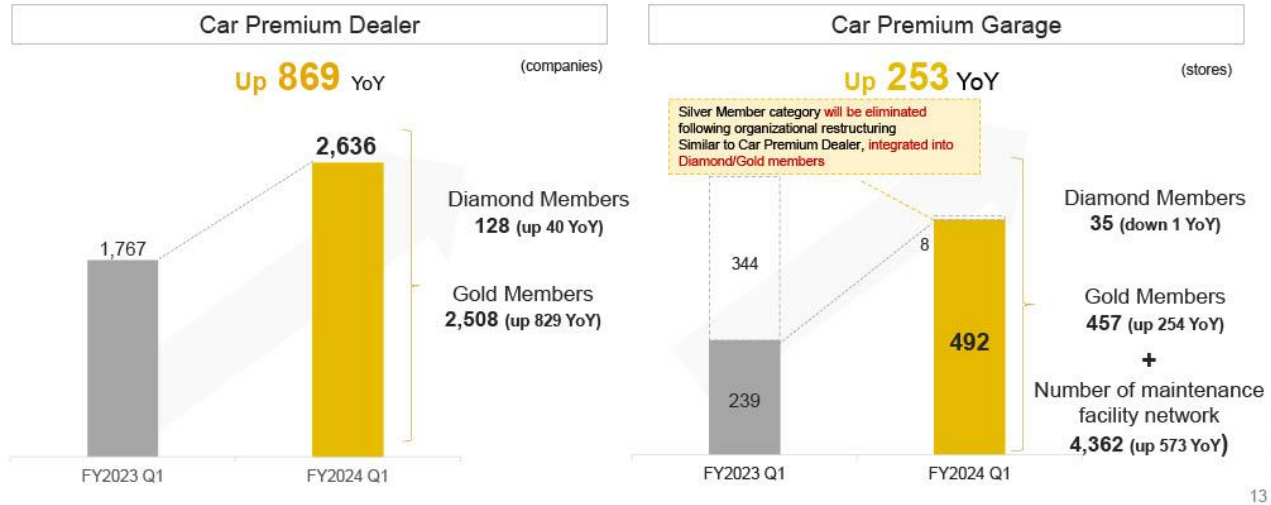 Car Premium Dealer
Up 869 YoY
(companies)
2,636
1,767
Diamond Members
128 (up 40 YoY)
Gold Members
2,508 (up 829 YoY)
FY2023 Q1
FY2024 Q1
Car Premium Garage
Up 253 YoY
(stores)
Silver Member category will be eliminated
following organizational restructuring
Similar to Car Premium Dealer, integrated into
Diamond/Gold members
344
239
8
492
Diamond Members
35 (down 1 YoY)
Gold Members
457 (up 254 YoY)
+
Number of maintenance
facility network
4,362 (up 573 YoY)
FY2023 Q1
FY2024 Q1
13